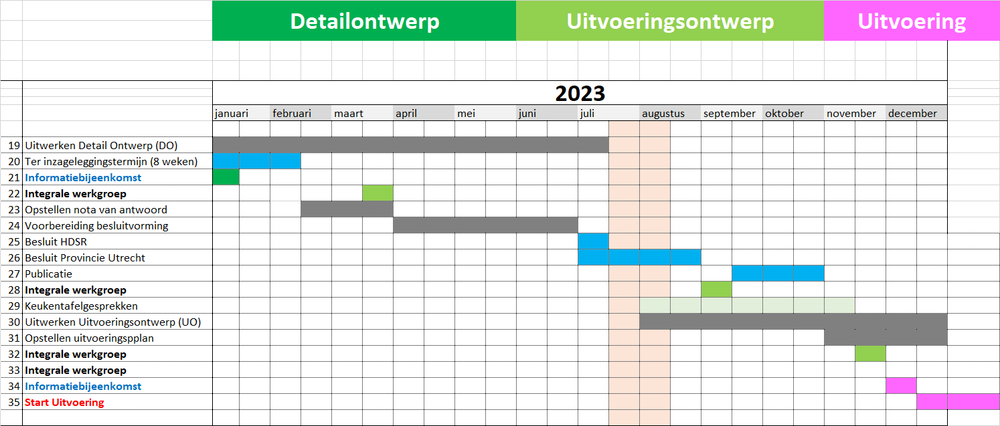 Detailontwerp Uitvoeringsontwerp Uitvoering
2023
januari februari maart april mei juni juli augustus september oktober november december
19 Uitwerken Detail Ontwerp (DO)
20 Ter inzageleggingstermijn (8 weken)
21 Informatiebijeenkomst
22 Integrale werkgroep
23 Opstellen nota van antwoord
24 Voorbereiding besluitvorming
25 Besluit HDSR
26 Besluit Provincie Utrecht
27 Publicatie
28 Integrale werkgroep
29 Keukentafelgesprekken
30 Uitwerken Uitvoeringsontwerp (UO)
31 Opstellen uitvoeringspplan
32 Integrale werkgroep
33 Integrale werkgroep
34 Informatiebijeenkomst
35 Start Uitvoering